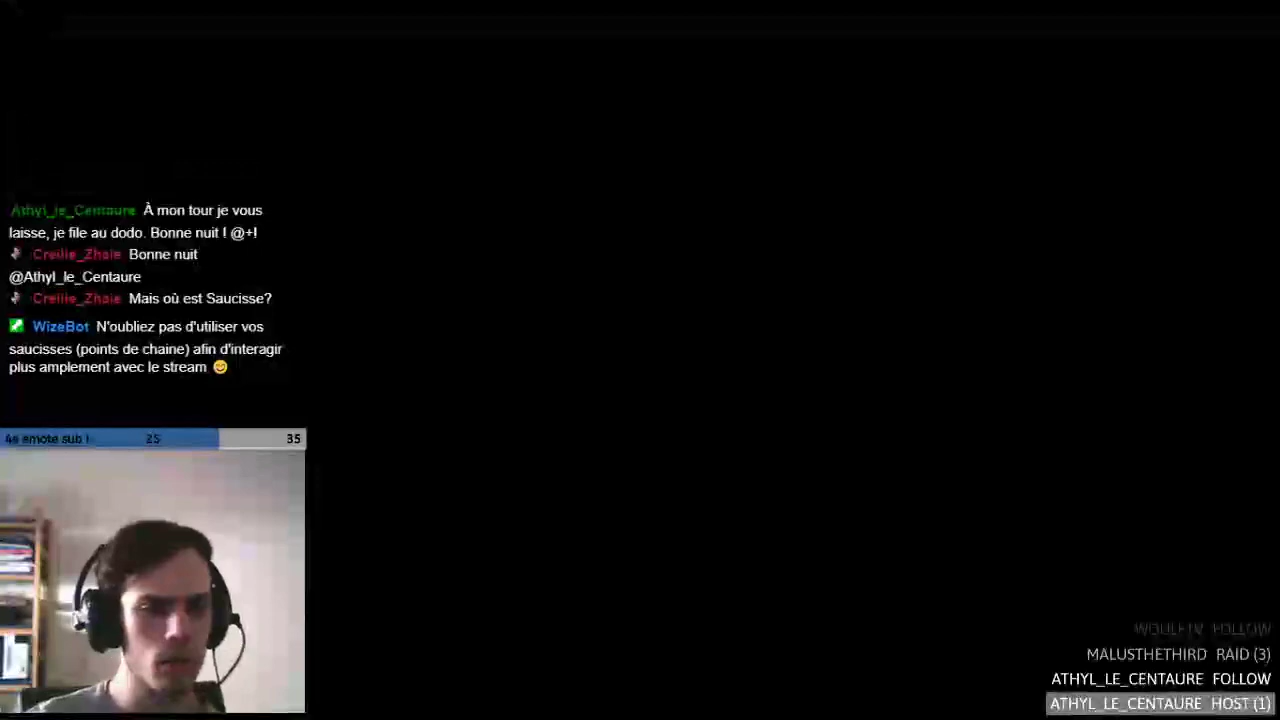 Athyl_le_Centaure À mon tour je vous
laisse, je file au dodo. Bonne nuit ! @+!
Creilie_Zhaie Bonne nuit
@Athyl_le_Centaure
Creilie_Zhaie Mais où est Saucisse?
WizeBot N'oubliez pas d'utiliser vos
saucisses (points de chaine) afin d'interagir
plus amplement avec le stream
4e emote sub ! 25 35
FOLLOW
MALUSTHETHIRD RAID (3)
ATHYL_LE_CENTAURE FOLLOW
ATHYL_LE_CENTAURE HOST (1)